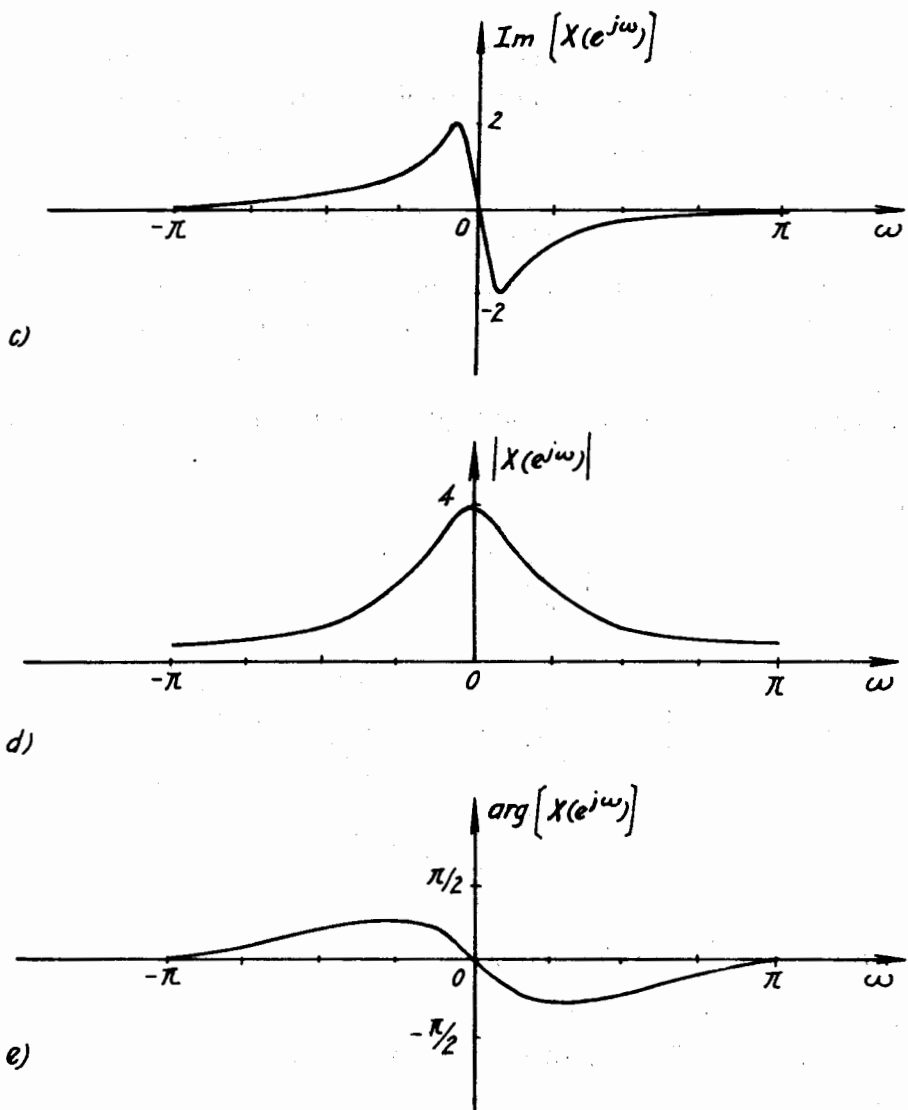 Im [X(e^{jω})]
2
-π 0 π ω
-2
c)
|X(e^{jω})|
4
-π 0 π ω
d)
arg[X(e^{jω})]
π/2
-π 0 π ω
-π/2
e)